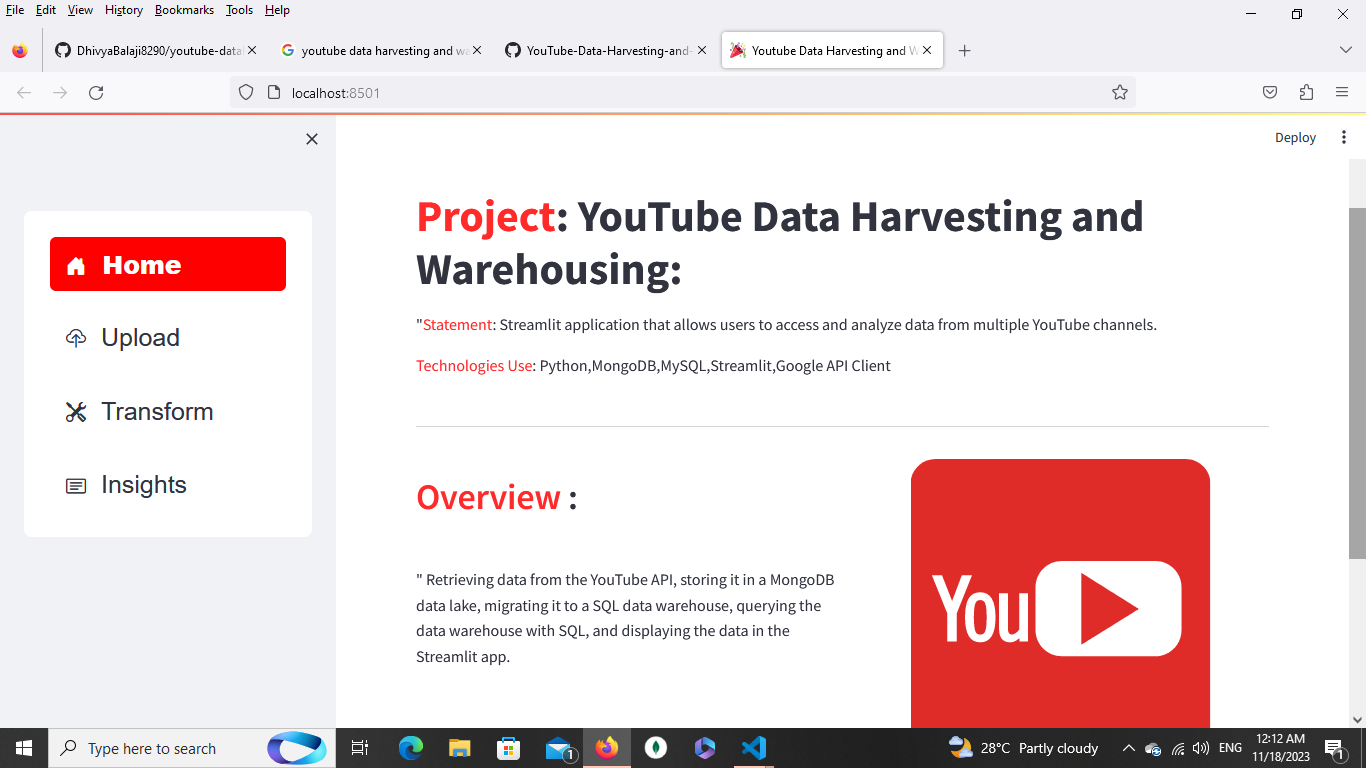 File Edit View History Bookmarks Tools Help
DhivyaBalaji8290/youtube-data
youtube data harvesting and wa
YouTube-Data-Harvesting-and-
Youtube Data Harvesting and W
localhost:8501
Deploy
Home
Upload
Transform
Insights
Project: YouTube Data Harvesting and
Warehousing:
"Statement: Streamlit application that allows users to access and analyze data from multiple YouTube channels.
Technologies Use: Python,MongoDB,MySQL,Streamlit,Google API Client
Overview :
" Retrieving data from the YouTube API, storing it in a MongoDB
data lake, migrating it to a SQL data warehouse, querying the
data warehouse with SQL, and displaying the data in the
Streamlit app.
You
Type here to search
1
28°C Partly cloudy
ENG
12:12 AM
11/18/2023
1